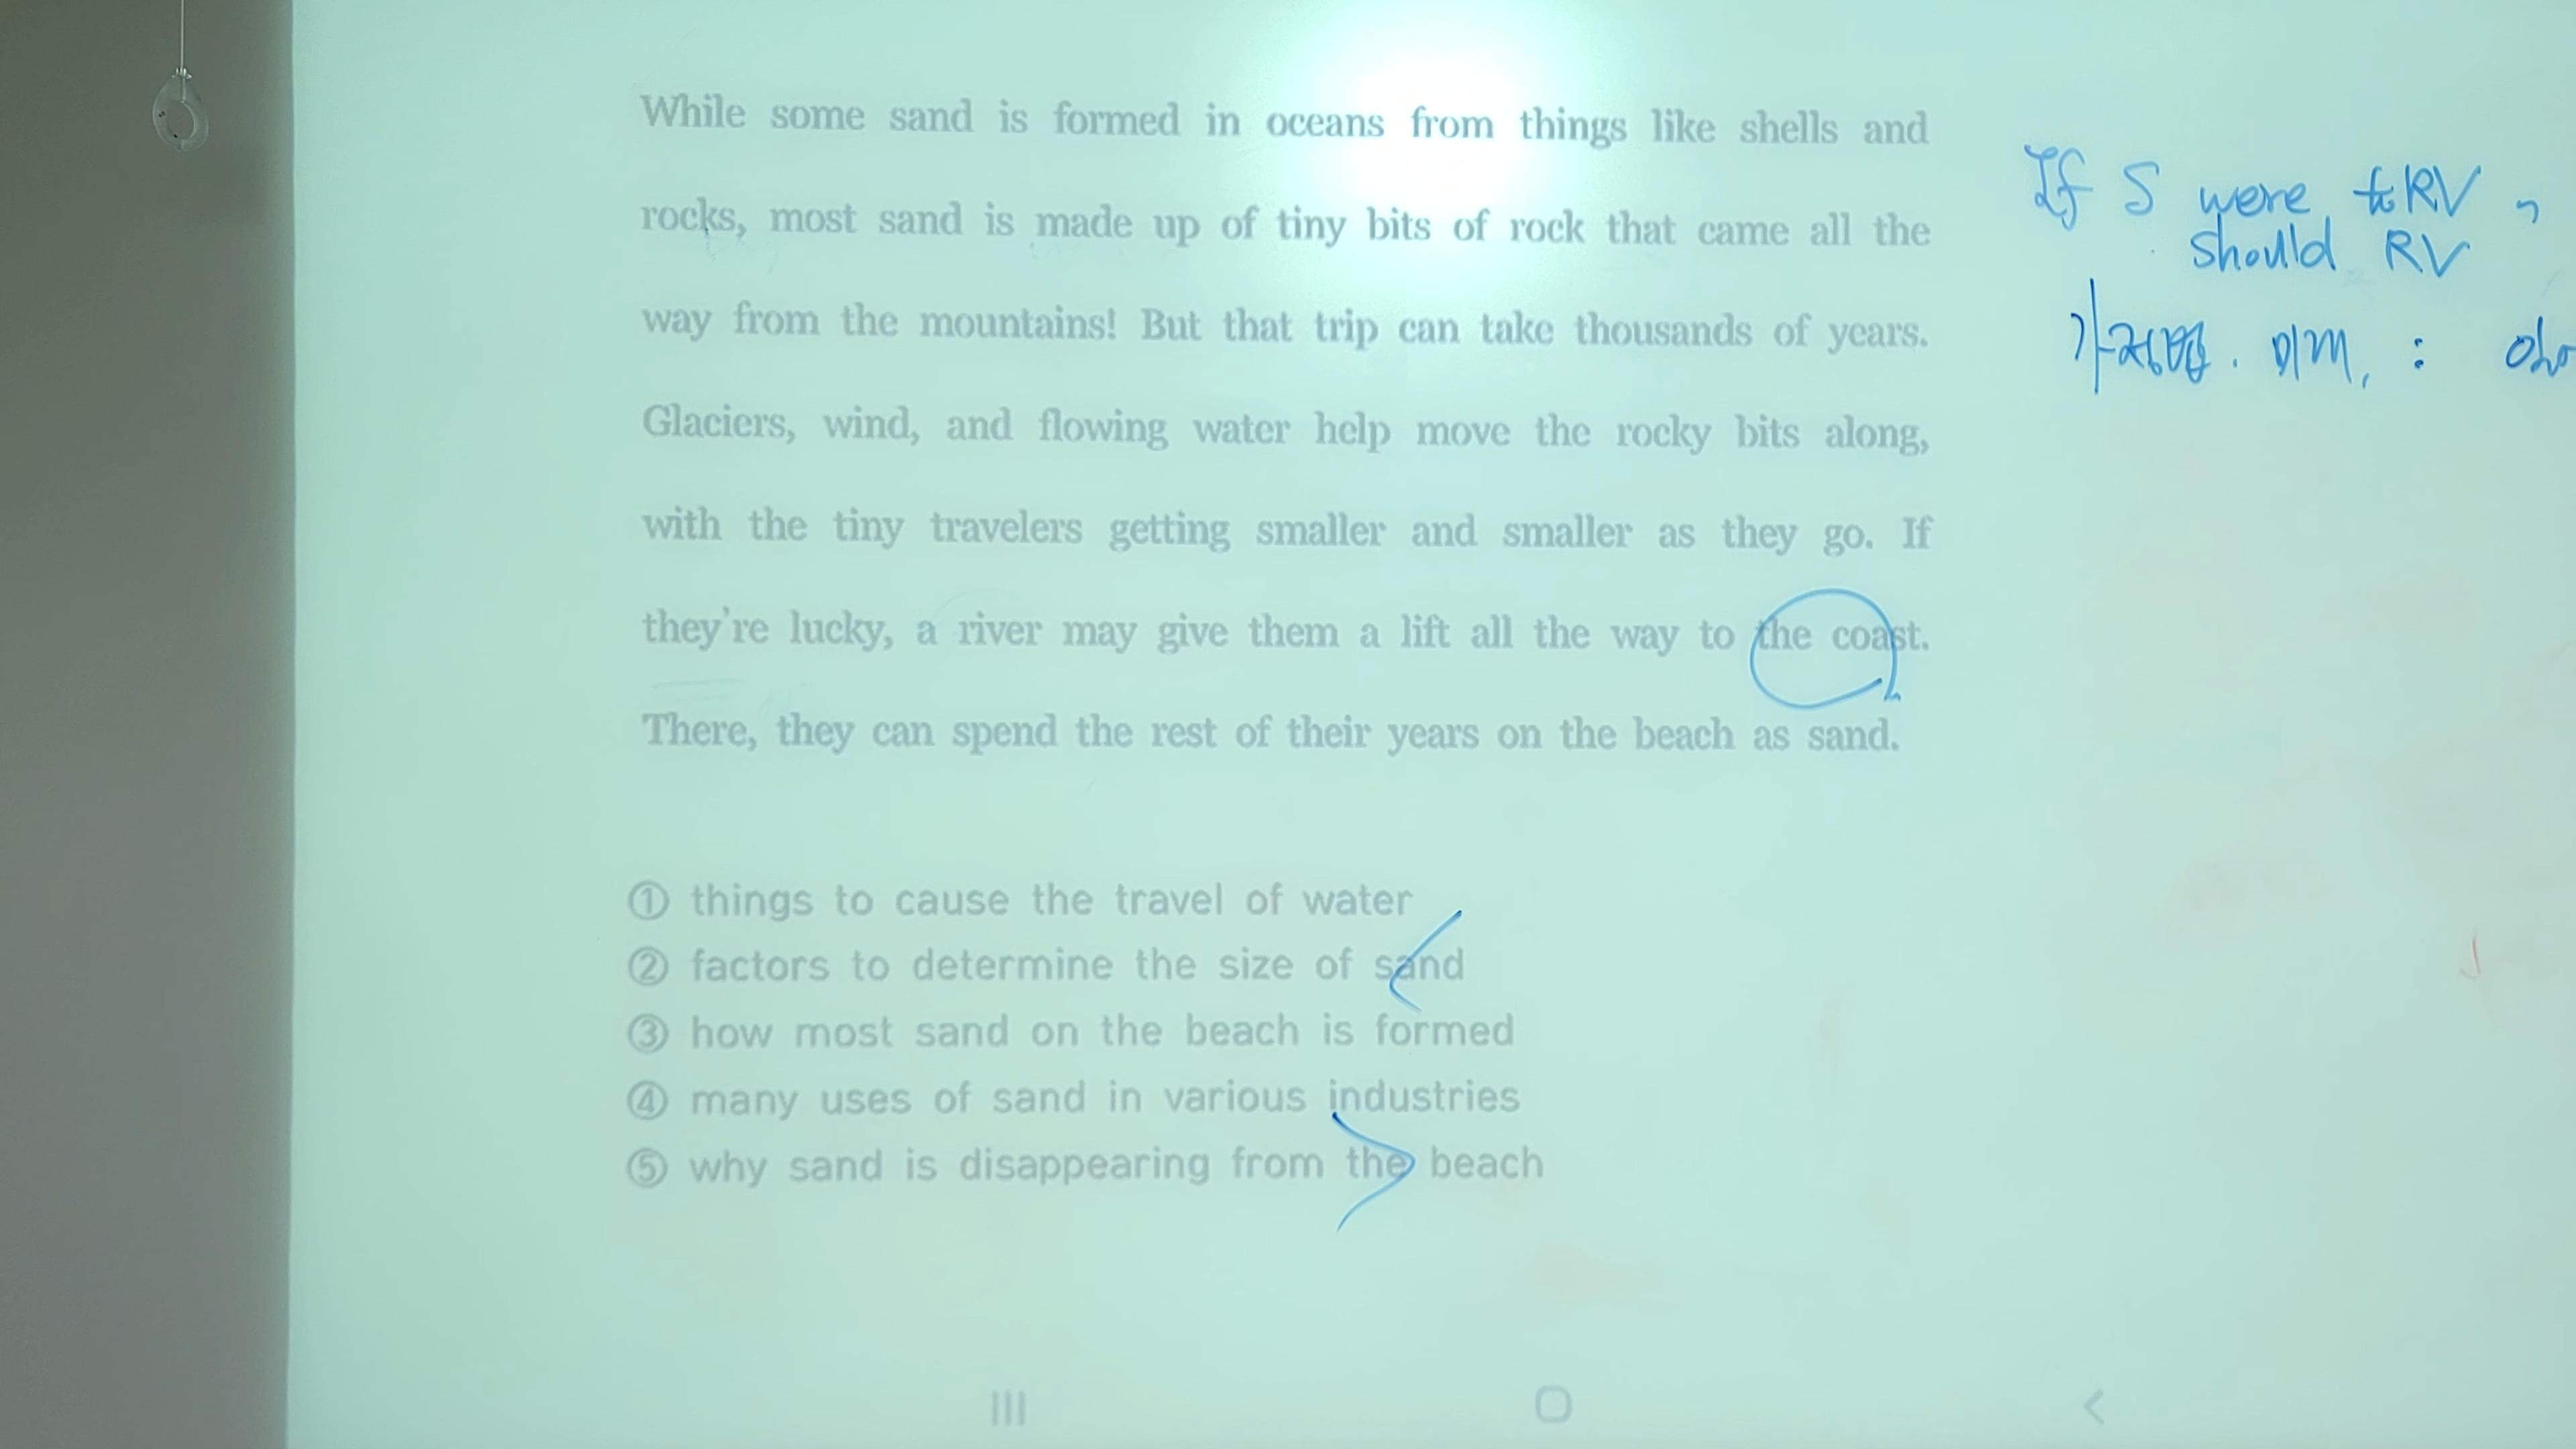 While some sand is formed in oceans from things like shells and
rocks, most sand is made up of tiny bits of rock that came all the
way from the mountains! But that trip can take thousands of years.
Glaciers, wind, and flowing water help move the rocky bits along,
with the tiny travelers getting smaller and smaller as they go. If
they're lucky, a river may give them a lift all the way to the coast.
There, they can spend the rest of their years on the beach as sand.
① things to cause the travel of water
② factors to determine the size of sand
③ how most sand on the beach is formed
④ many uses of sand in various industries
⑤ why sand is disappearing from the beach
If S were to RV,
should RV
가정법. 미래, :